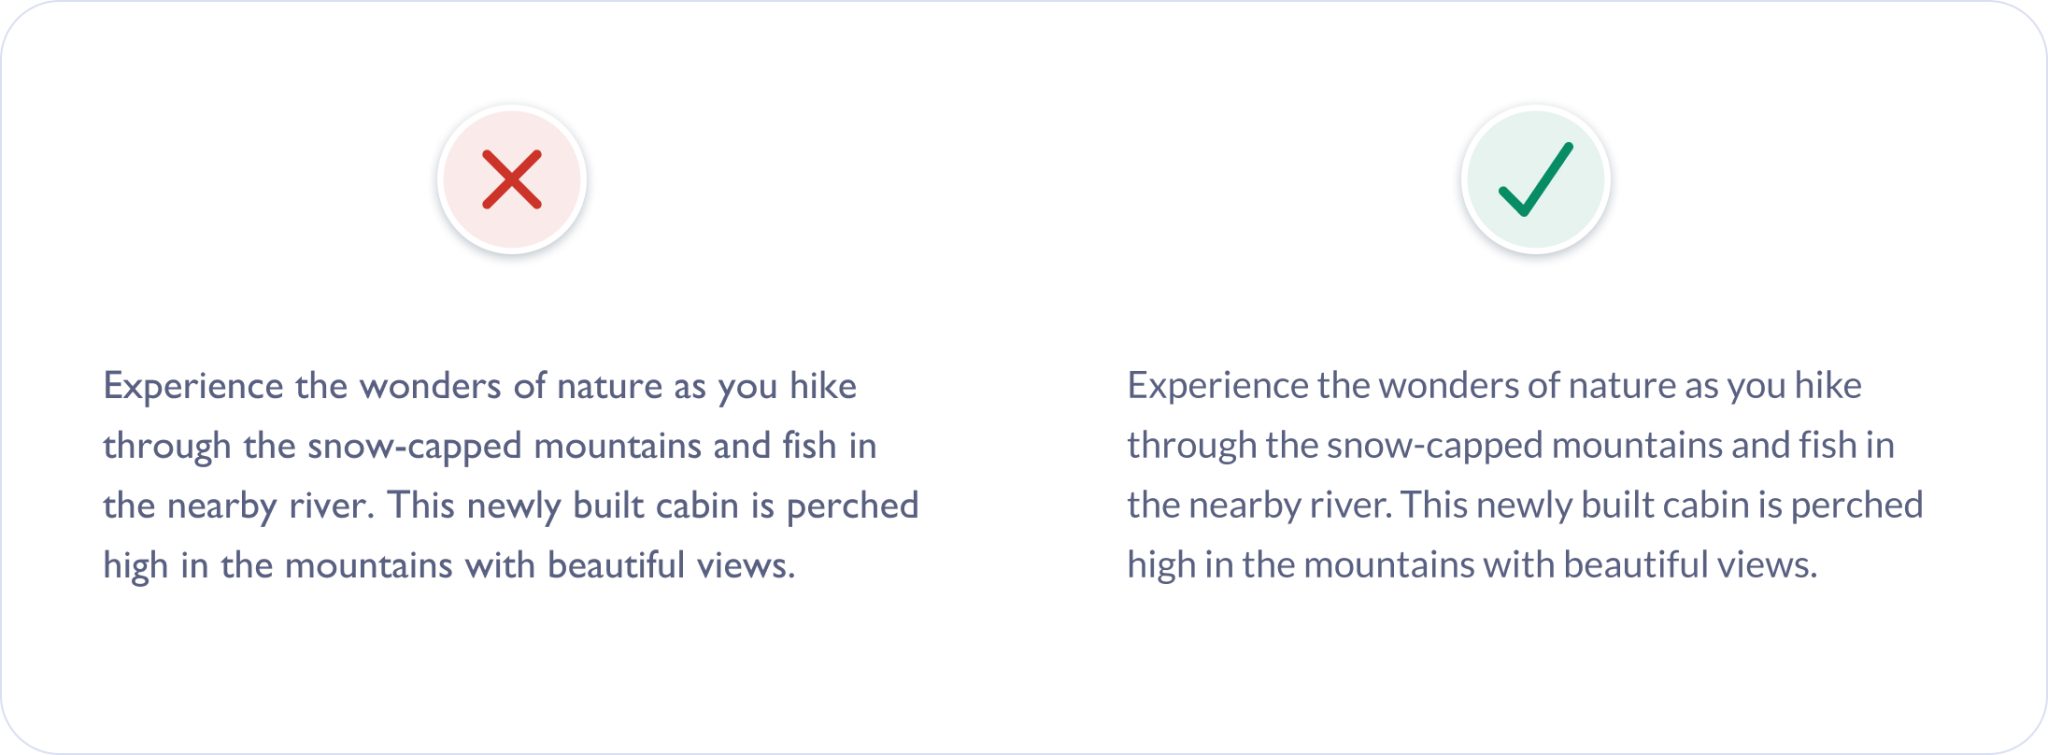 Experience the wonders of nature as you hike
through the snow-capped mountains and fish in
the nearby river. This newly built cabin is perched
high in the mountains with beautiful views.
Experience the wonders of nature as you hike
through the snow-capped mountains and fish in
the nearby river. This newly built cabin is perched
high in the mountains with beautiful views.